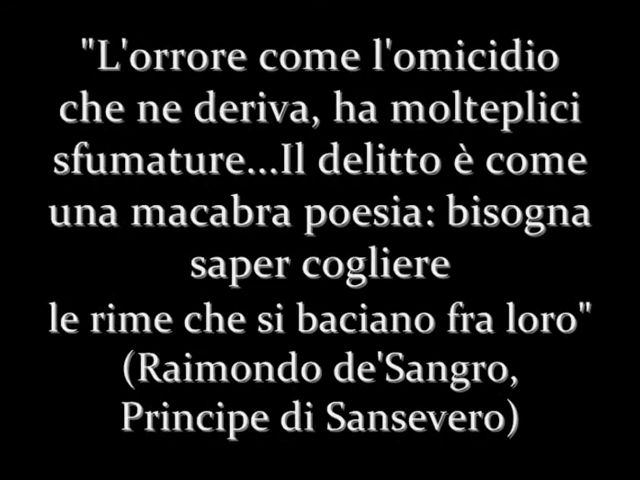 "L'orrore come l'omicidio
che ne deriva, ha molteplici
sfumature...Il delitto è come
una macabra poesia: bisogna
saper cogliere
le rime che si baciano fra loro"
(Raimondo de'Sangro,
Principe di Sansevero)